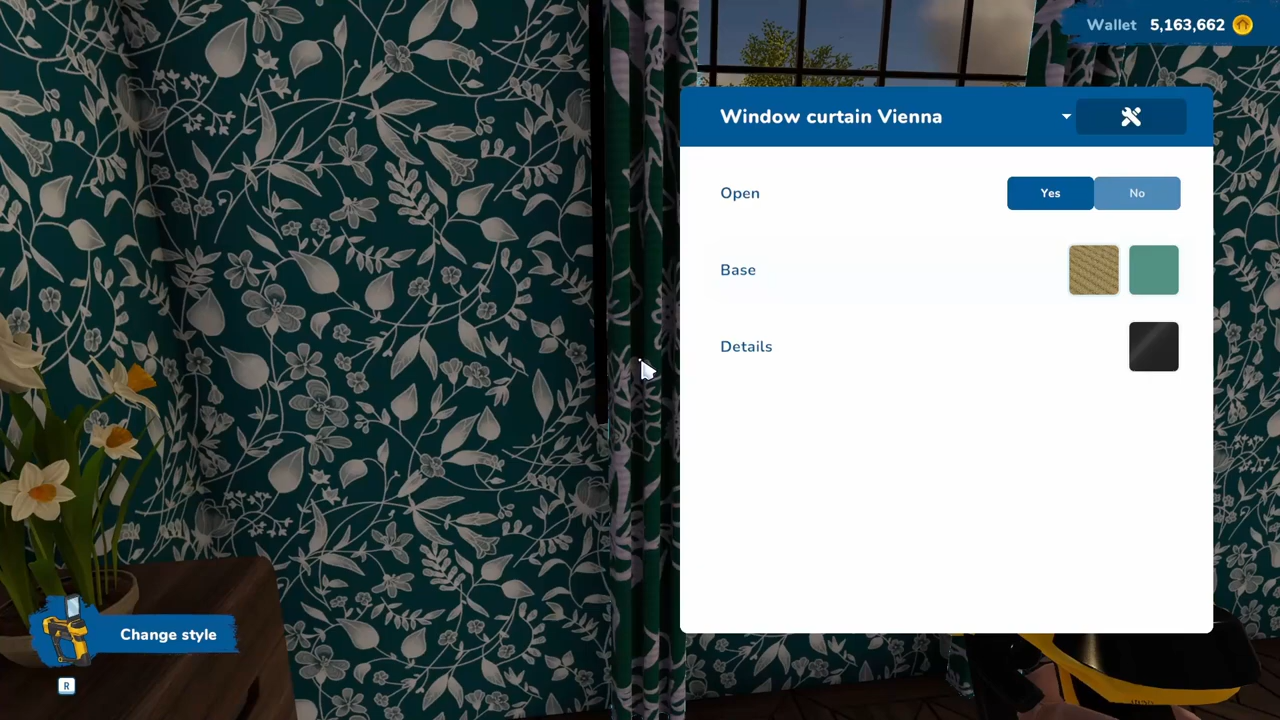 Wallet 5,163,662
Window curtain Vienna
Open Yes No
Base
Details
Change style
R